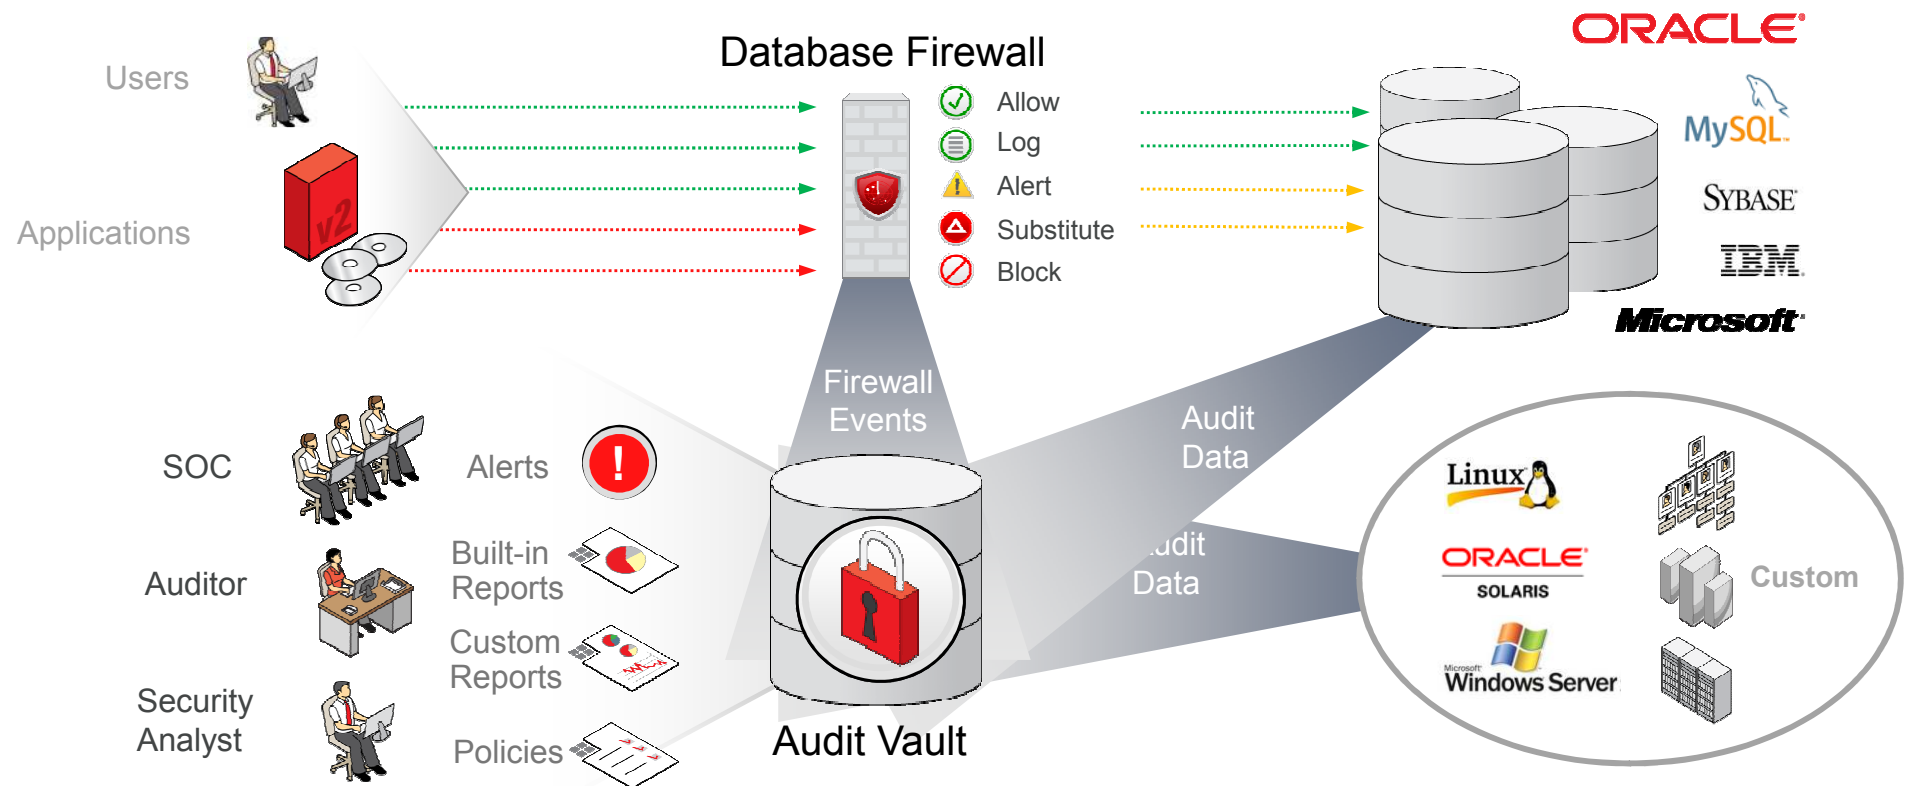 Database Firewall
ORACLE
Users
Applications
v2
Allow
Log
Alert
Substitute
Block
MySQL
SYBASE
IBM
Microsoft
Firewall
Events
Audit
Data
SOC
Alerts
Auditor
Built-in
Reports
Custom
Reports
Security
Analyst
Policies
!
Audit Vault
Audit
Data
Linux
ORACLE
SOLARIS
Microsoft
Windows Server
Custom